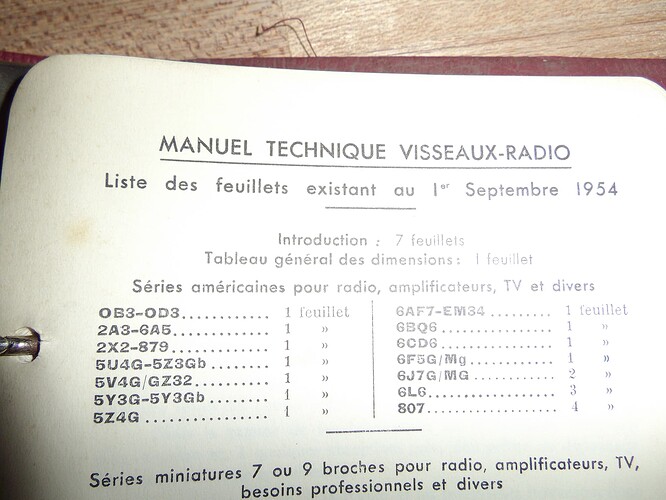 MANUEL TECHNIQUE VISSEAUX-RADIO
Liste des feuillets existant au 1er Septembre 1954
Introduction : 7 feuillets
Tableau général des dimensions : 1 feuillet
Séries américaines pour radio, amplificateurs, TV et divers
OB3-OD3............ 1 feuillet
2A3-6A5............. 1 »
2X2-879............. 1 »
5U4G-5Z3Gb........ 1 »
5V4G/GZ32......... 1 »
5Y3G-5Y3Gb........ 1 »
5Z4G................ 1 »
6AF7-EM34......... 1 feuillet
6BQ6................ 1 »
6CD6................ 1 »
6F5G/Mg............ 1 »
6J7G/MG........... 2 »
6L6.................. 3 »
807.................. 4 »
Séries miniatures 7 ou 9 broches pour radio, amplificateurs, TV,
besoins professionnels et divers